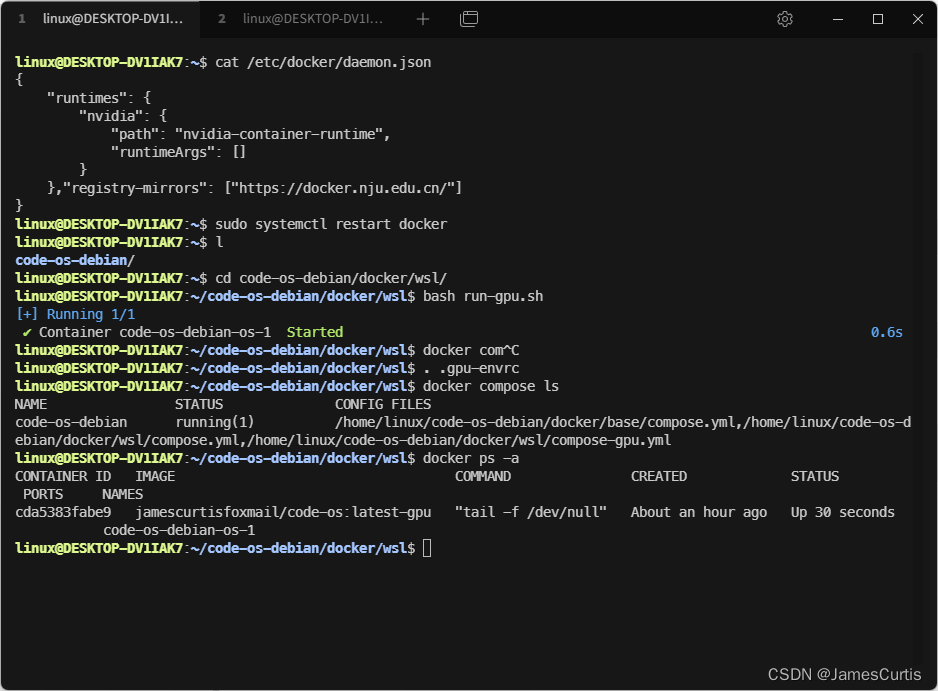 1 linux@DESKTOP-DV1I... 2 linux@DESKTOP-DV1I...
linux@DESKTOP-DV1IAK7:~$ cat /etc/docker/daemon.json
{
    "runtimes": {
        "nvidia": {
            "path": "nvidia-container-runtime",
            "runtimeArgs": []
        }
    },"registry-mirrors": ["https://docker.nju.edu.cn/"]
}
linux@DESKTOP-DV1IAK7:~$ sudo systemctl restart docker
linux@DESKTOP-DV1IAK7:~$ l
code-os-debian/
linux@DESKTOP-DV1IAK7:~$ cd code-os-debian/docker/wsl/
linux@DESKTOP-DV1IAK7:~/code-os-debian/docker/wsl$ bash run-gpu.sh
[+] Running 1/1
 ✔ Container code-os-debian-os-1  Started 0.6s
linux@DESKTOP-DV1IAK7:~/code-os-debian/docker/wsl$ docker com^C
linux@DESKTOP-DV1IAK7:~/code-os-debian/docker/wsl$ . .gpu-envrc
linux@DESKTOP-DV1IAK7:~/code-os-debian/docker/wsl$ docker compose ls
NAME                STATUS              CONFIG FILES
code-os-debian      running(1)          /home/linux/code-os-debian/docker/base/compose.yml,/home/linux/code-os-d
ebian/docker/wsl/compose.yml,/home/linux/code-os-debian/docker/wsl/compose-gpu.yml
linux@DESKTOP-DV1IAK7:~/code-os-debian/docker/wsl$ docker ps -a
CONTAINER ID   IMAGE                                   COMMAND               CREATED             STATUS
 PORTS     NAMES
cda5383fabe9   jamescurtisfoxmail/code-os:latest-gpu   "tail -f /dev/null"   About an hour ago   Up 30 seconds
           code-os-debian-os-1
linux@DESKTOP-DV1IAK7:~/code-os-debian/docker/wsl$
CSDN @JamesCurtis